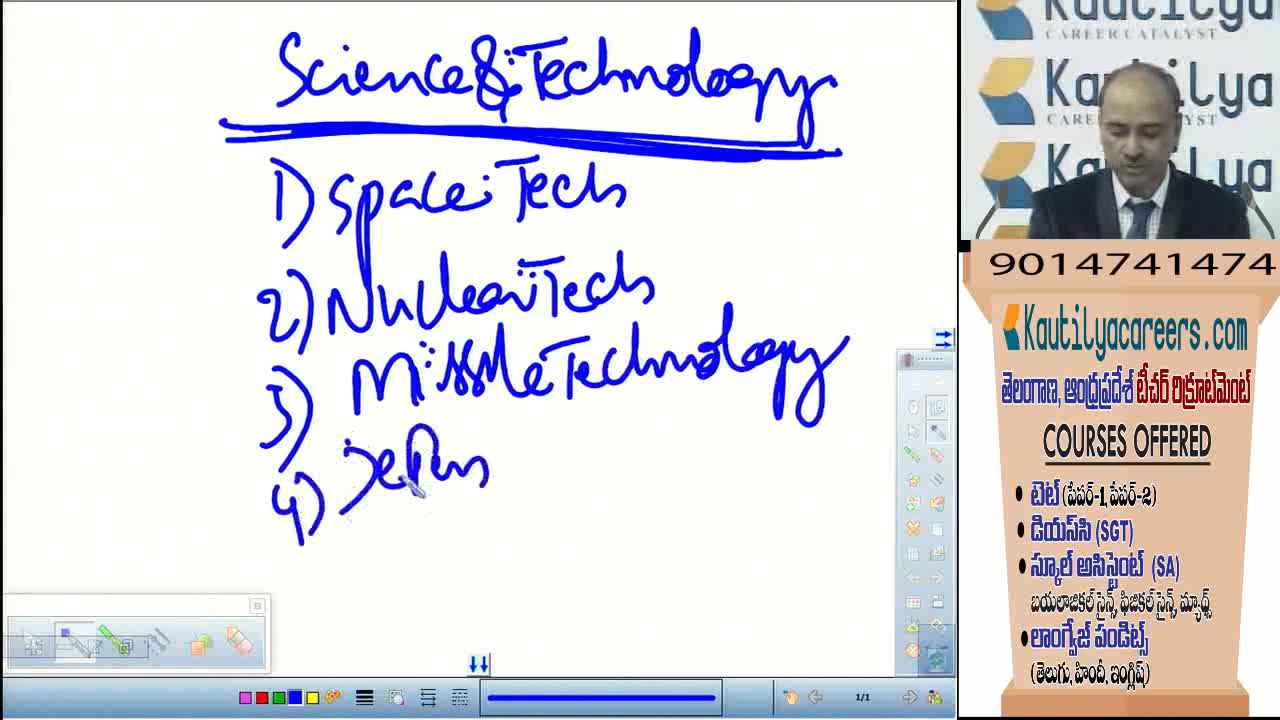 Science & Technology
1) Space Tech
2) Nuclear Tech
3) Missile Technology
4)
Kautilya
CAREER CATALYST
Kautilya
CAREER CATALYST
Kautilya
9014741474
Kautilyacareers.com
తెలంగాణ, ఆంధ్రప్రదేశ్ టీచర్ రిక్రూట్‌మెంట్
COURSES OFFERED
• టెట్ (పేపర్-1, పేపర్-2)
• డియస్‌సి (SGT)
• స్కూల్ అసిస్టెంట్ (SA)
బయలాజికల్ సైన్స్, ఫిజికల్ సైన్స్, మ్యాథ్స్
• లాంగ్వేజ్ పండిట్స్
(తెలుగు, హిందీ, ఇంగ్లిష్)
1/1